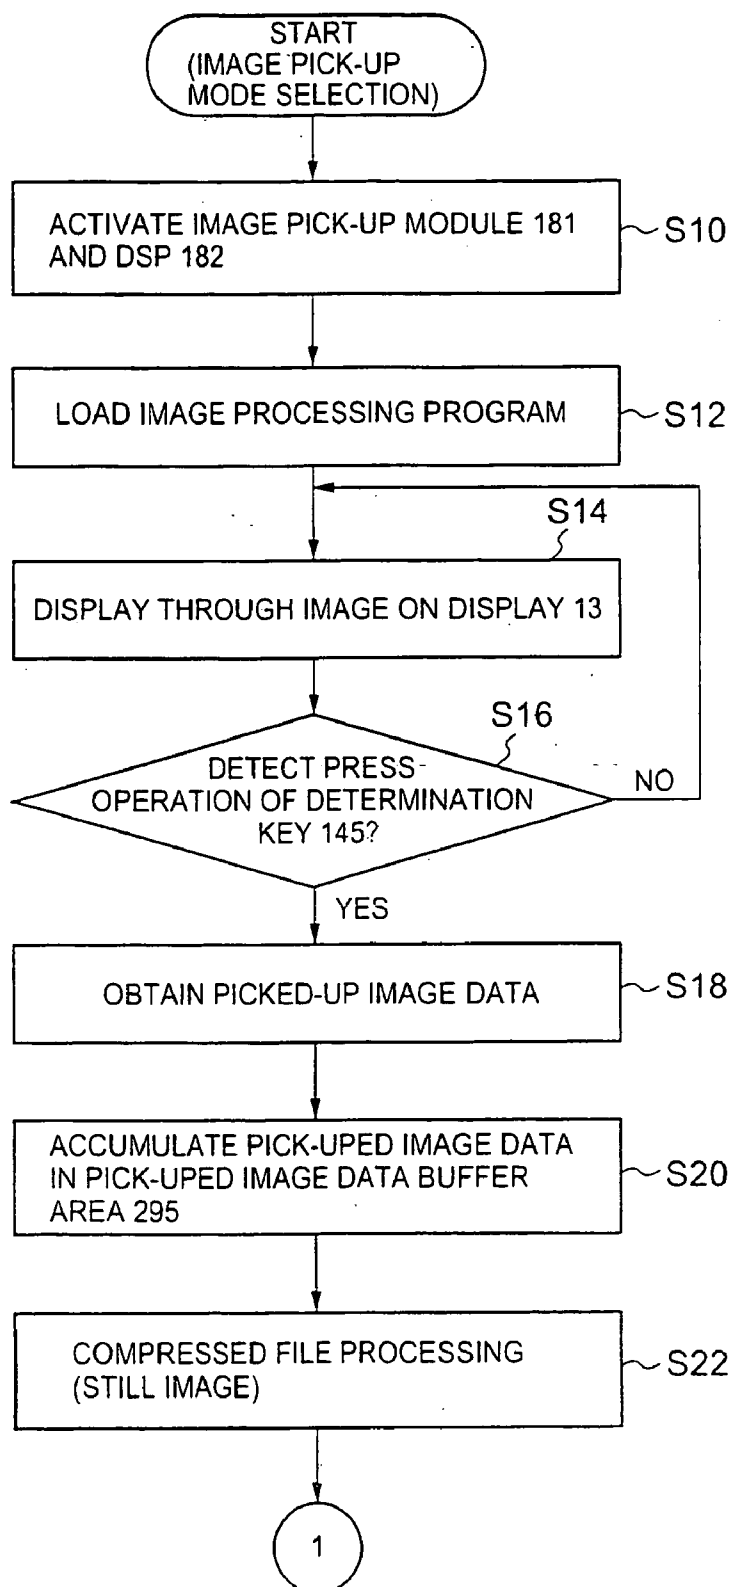 START
(IMAGE PICK-UP
MODE SELECTION)
ACTIVATE IMAGE PICK-UP MODULE 181
AND DSP 182
S10
LOAD IMAGE PROCESSING PROGRAM
S12
S14
DISPLAY THROUGH IMAGE ON DISPLAY 13
S16
DETECT PRESS
OPERATION OF DETERMINATION
KEY 145?
NO
YES
OBTAIN PICKED-UP IMAGE DATA
S18
ACCUMULATE PICK-UPED IMAGE DATA
IN PICK-UPED IMAGE DATA BUFFER
AREA 295
S20
COMPRESSED FILE PROCESSING
(STILL IMAGE)
S22
1